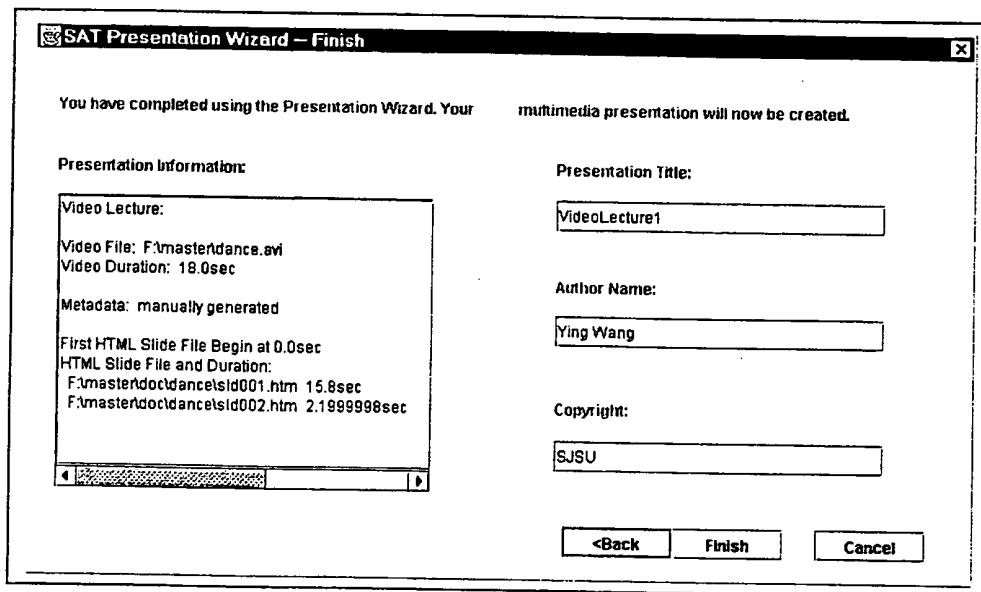 SAT Presentation Wizard — Finish
You have completed using the Presentation Wizard. Your multimedia presentation will now be created.
Presentation Information:
Video Lecture:
Video File: F:\master\dance.avi
Video Duration: 18.0sec
Metadata: manually generated
First HTML Slide File Begin at 0.0sec
HTML Slide File and Duration:
F:\master\doc\dance\sld001.htm 15.8sec
F:\master\doc\dance\sld002.htm 2.1999998sec
Presentation Title:
VideoLecture1
Author Name:
Ying Wang
Copyright:
SJSU
<Back
Finish
Cancel